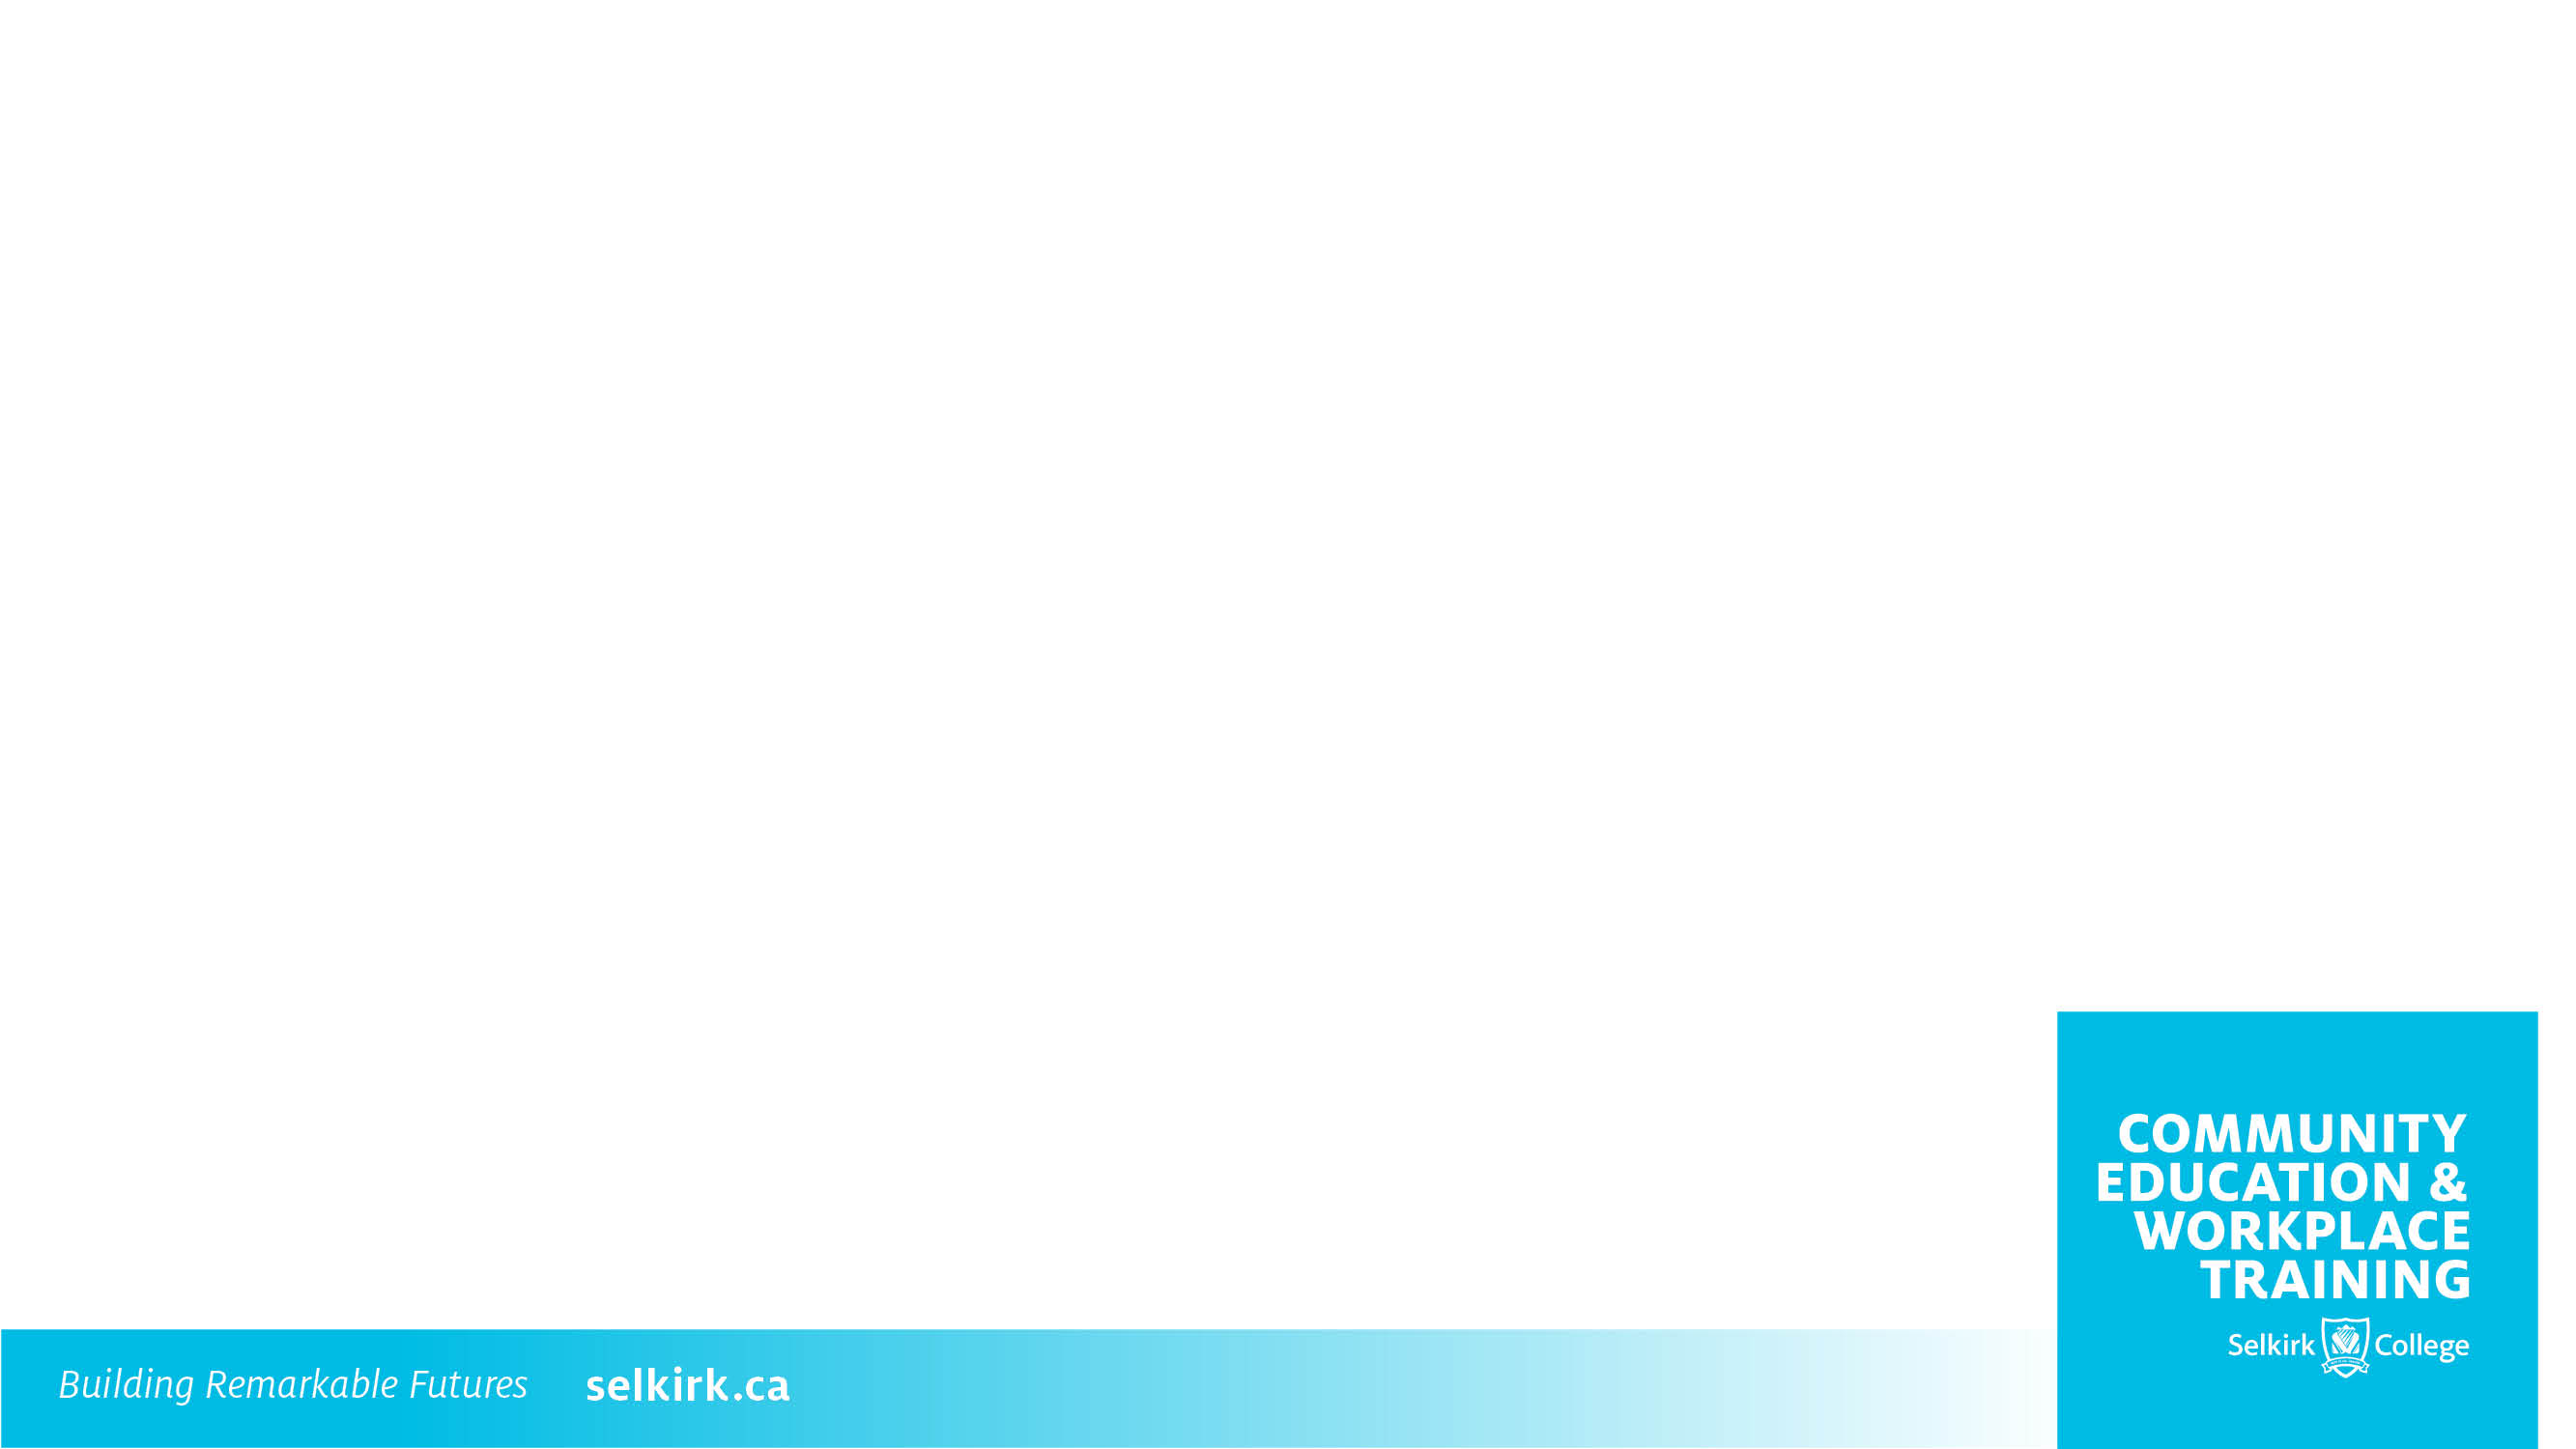 COMMUNITY
EDUCATION &
WORKPLACE
TRAINING
Selkirk College
Building Remarkable Futures selkirk.ca